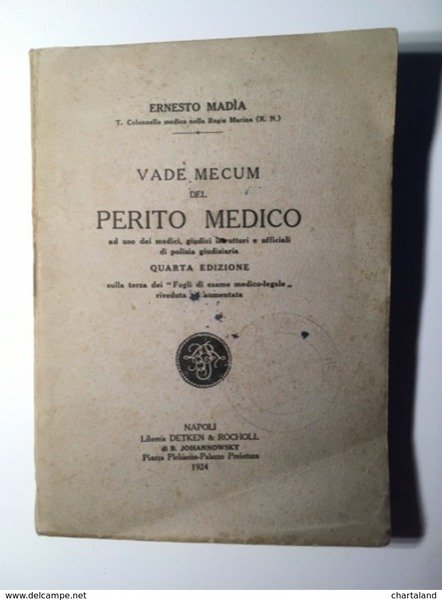 ERNESTO MADÌA
T. Colonnello medico nella Regia Marina (R. N.)
VADE MECUM
DEL
PERITO MEDICO
ad uso dei medici, giudici istruttori e ufficiali
di polizia giudiziaria
QUARTA EDIZIONE
sulla terza dei "Fogli di esame medico-legale„
riveduta ed aumentata
NAPOLI
Libreria DETKEN & ROCHOLL
di B. JOHANNOWSKY
Piazza Plebiscito-Palazzo Prefettura
1924
www.delcampe.net
chartaland